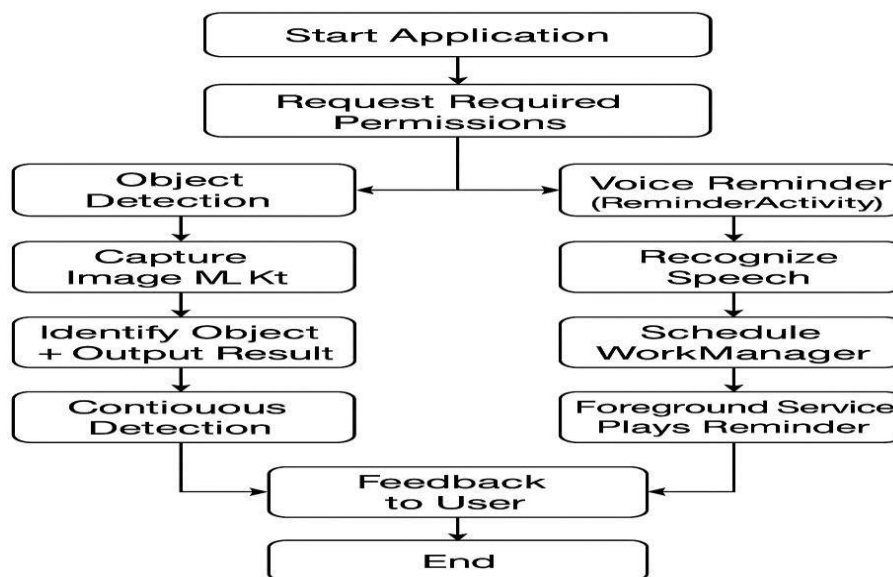 Start Application
Request Required
Permissions
Object
Detection
Capture
Image ML Kt
Identify Object
+ Output Result
Contiouous
Detection
Voice Reminder
(ReminderActivity)
Recognize
Speech
Schedule
WorkManager
Foreground Service
Plays Reminder
Feedback
to User
End